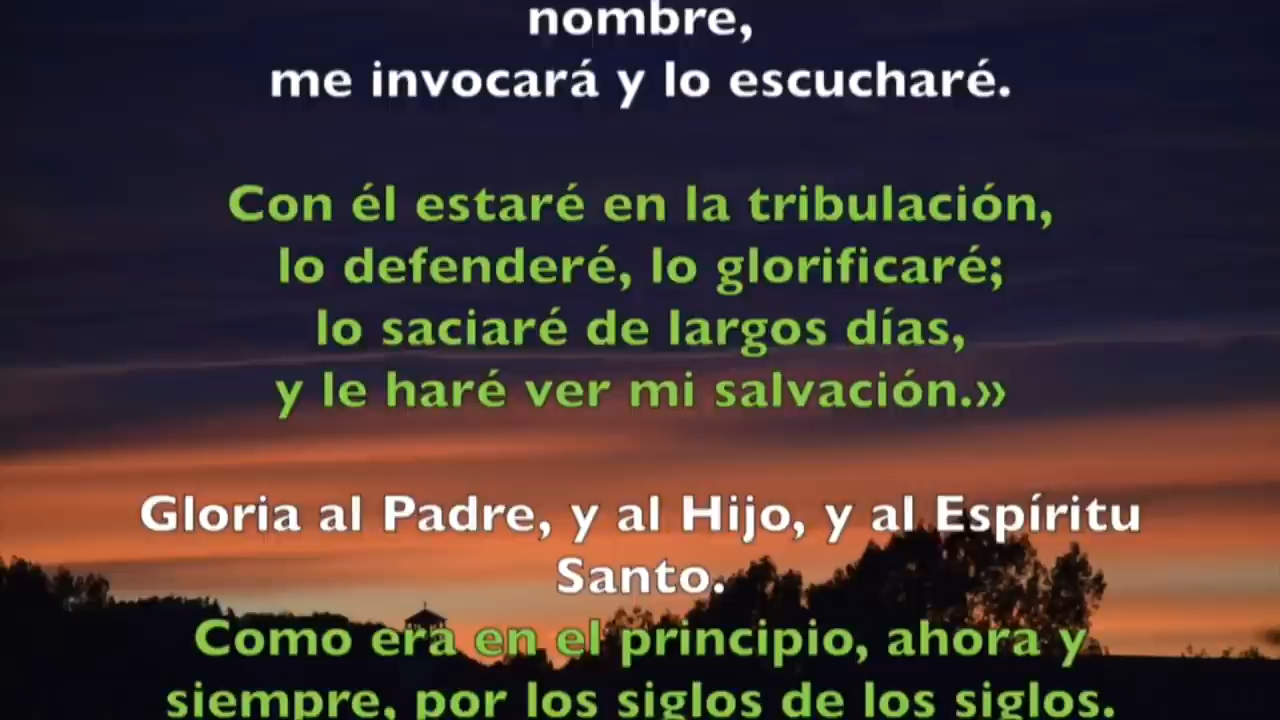 nombre,
me invocará y lo escucharé.
Con él estaré en la tribulación,
lo defenderé, lo glorificaré;
lo saciaré de largos días,
y le haré ver mi salvación.»
Gloria al Padre, y al Hijo, y al Espíritu
Santo.
Como era en el principio, ahora y
siempre, por los siglos de los siglos.